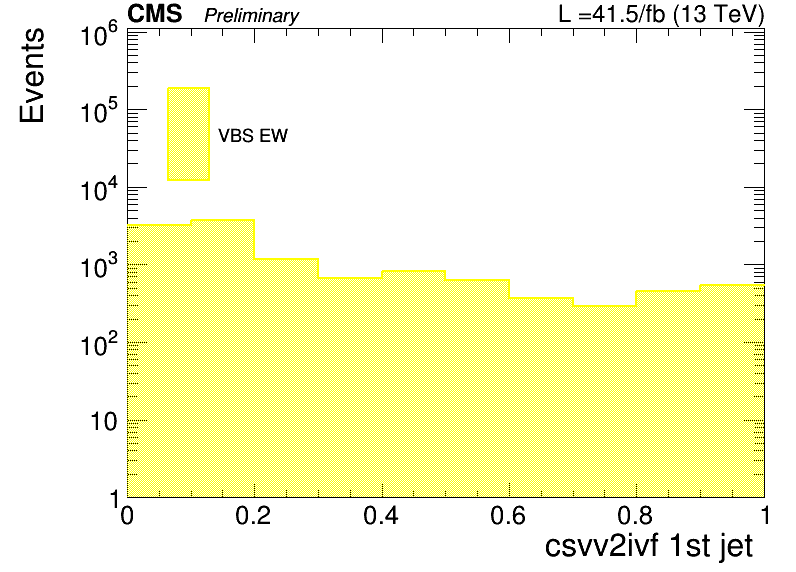 CMS Preliminary L =41.5/fb (13 TeV)
Events
10^6
10^5
10^4
10^3
10^2
10
1
VBS EW
0 0.2 0.4 0.6 0.8 1
csvv2ivf 1st jet